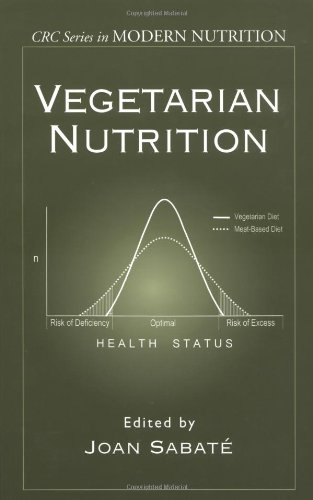 CRC Series in MODERN NUTRITION
VEGETARIAN
NUTRITION
Vegetarian Diet
Meat-Based Diet
n
Risk of Deficiency
Optimal
Risk of Excess
HEALTH STATUS
Edited by
JOAN SABATÉ